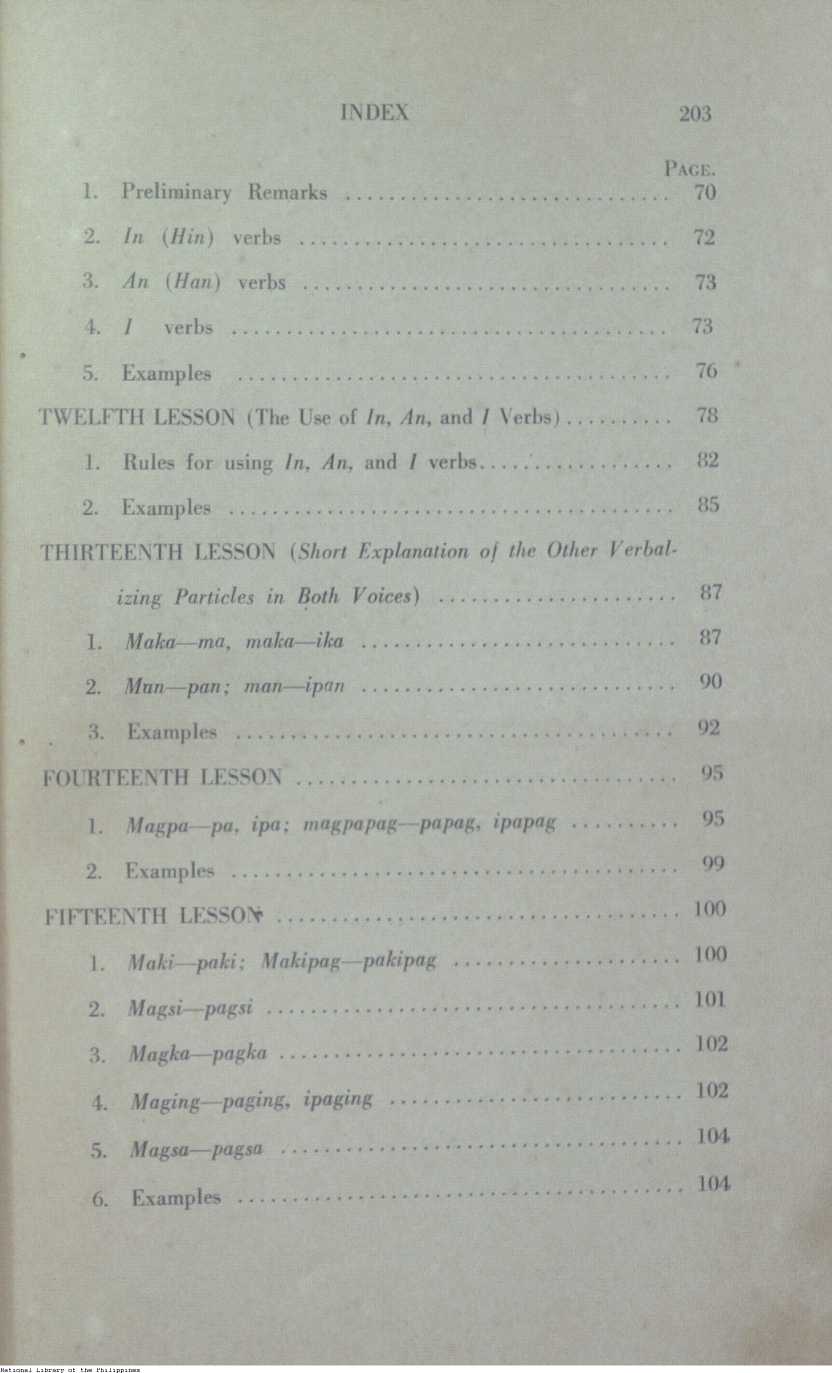 INDEX 203
PAGE.
1. Preliminary Remarks .............................. 70
2. In (Hin) verbs .................................. 72
3. An (Han) verbs .................................. 73
4. I verbs ........................................ 73
5. Examples ........................................ 76
TWELFTH LESSON (The Use of In, An, and I Verbs).......... 78
1. Rules for using In, An, and I verbs.................. 82
2. Examples ......................................... 85
THIRTEENTH LESSON (Short Explanation of the Other Verbal-
izing Particles in Both Voices) ...................... 87
1. Maka—ma, maka—ika ............................. 87
2. Man—pan; man—ipan ............................. 90
3. Examples ........................................ 92
FOURTEENTH LESSON ................................... 95
1. Magpa—pa, ipa; magpapag—papag, ipapag .......... 95
2. Examples ......................................... 99
FIFTEENTH LESSON ..................................... 100
1. Maki—paki; Makipag—pakipag ..................... 100
2. Magsi—pagsi ...................................... 101
3. Magka—pagka ..................................... 102
4. Maging—paging, ipaging ........................... 102
5. Magsa—pagsa ..................................... 104
6. Examples ......................................... 104
National Library of the Philippines